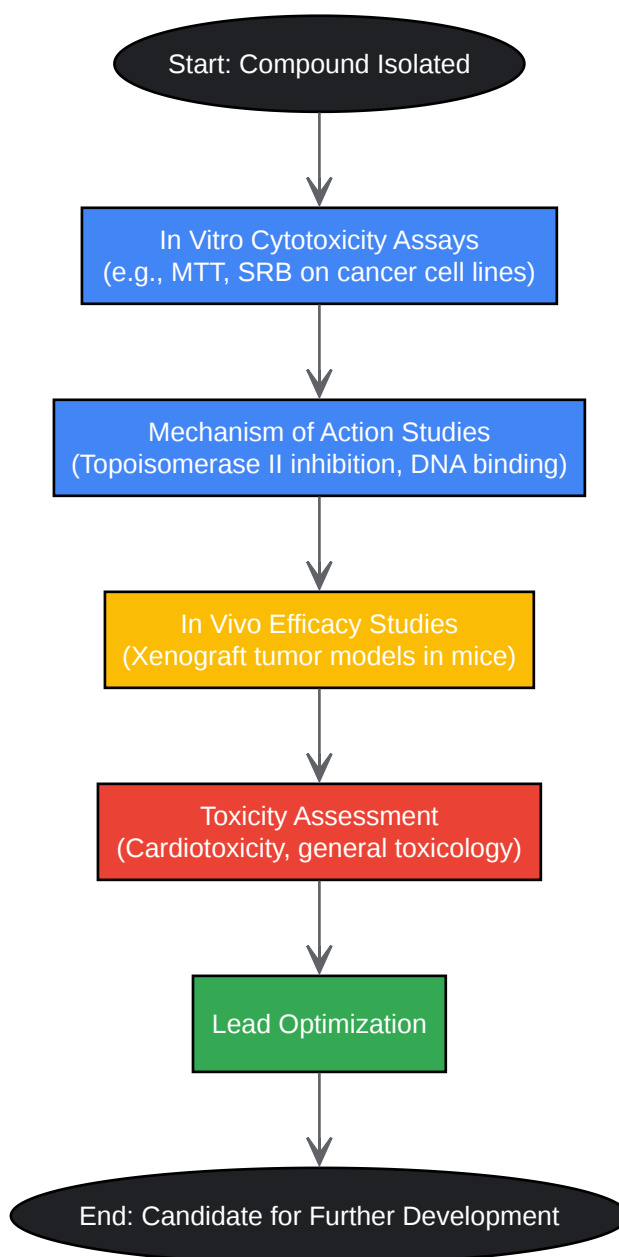 Start: Compound Isolated
In Vitro Cytotoxicity Assays
(e.g., MTT, SRB on cancer cell lines)
Mechanism of Action Studies
(Topoisomerase II inhibition, DNA binding)
In Vivo Efficacy Studies
(Xenograft tumor models in mice)
Toxicity Assessment
(Cardiotoxicity, general toxicology)
Lead Optimization
End: Candidate for Further Development